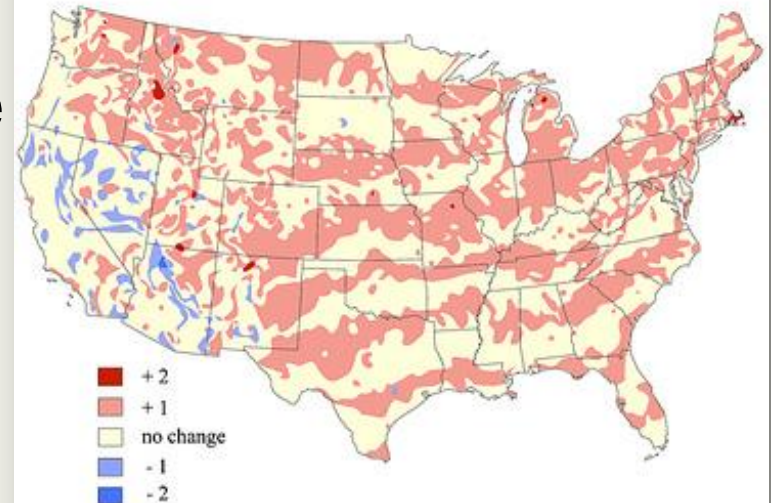 e
+ 2
+ 1
no change
- 1
- 2